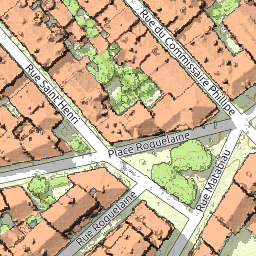 Rue du Commissaire Philippe
Rue Saint Henri
Place Roquelaine
Rue Matabiau
Rue Roquelaine